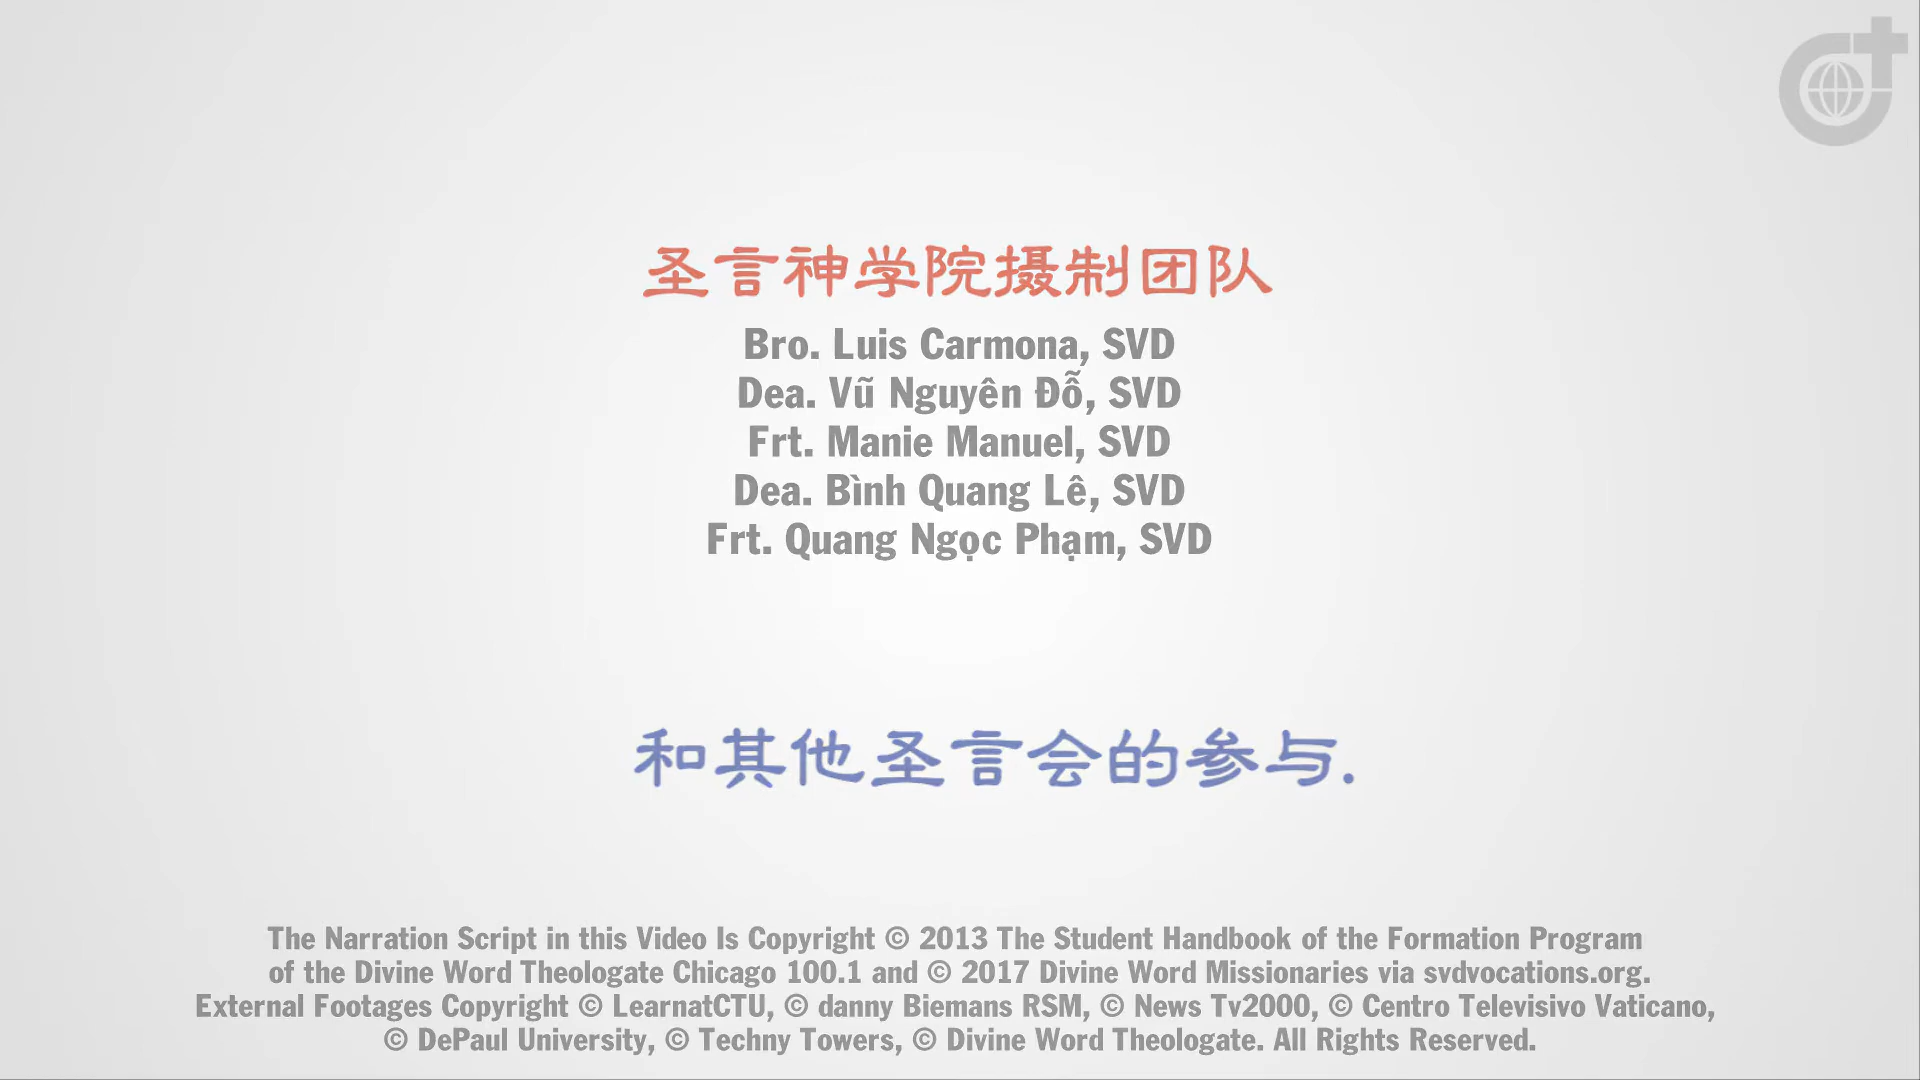 圣言神学院摄制团队
Bro. Luis Carmona, SVD
Dea. Vũ Nguyên Đỗ, SVD
Frt. Manie Manuel, SVD
Dea. Bình Quang Lê, SVD
Frt. Quang Ngọc Phạm, SVD
和其他圣言会的参与.
The Narration Script in this Video Is Copyright © 2013 The Student Handbook of the Formation Program
of the Divine Word Theologate Chicago 100.1 and © 2017 Divine Word Missionaries via svdvocations.org.
External Footages Copyright © LearnatCTU, © danny Biemans RSM, © News Tv2000, © Centro Televisivo Vaticano,
© DePaul University, © Techny Towers, © Divine Word Theologate. All Rights Reserved.